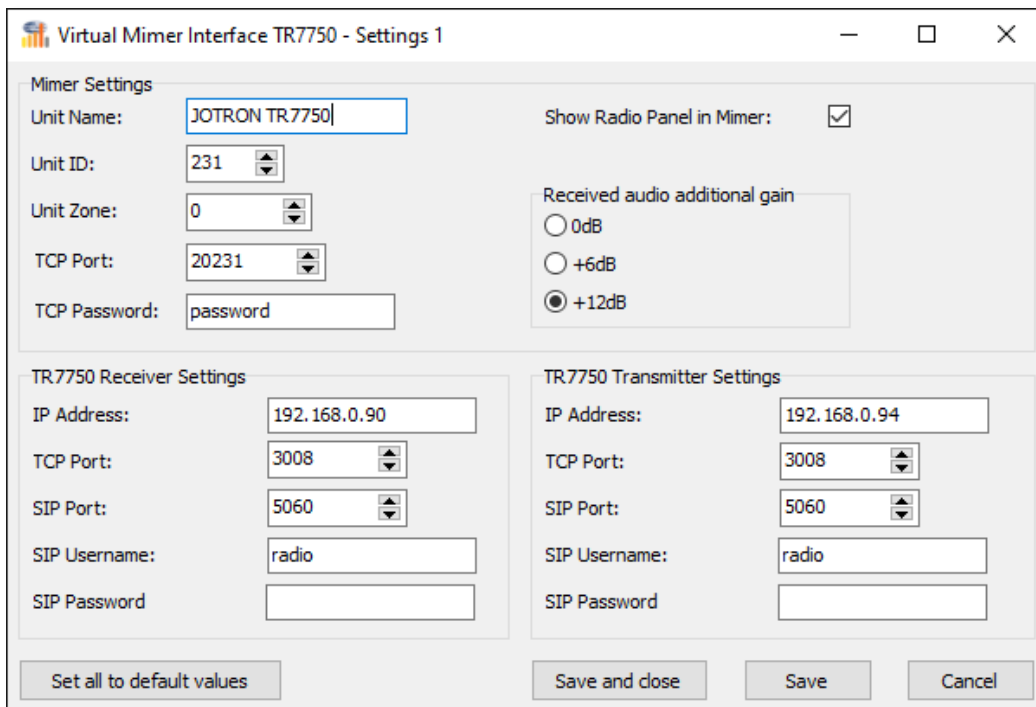 Virtual Mimer Interface TR7750 - Settings 1
Mimer Settings
Unit Name: JOTRON TR7750
Show Radio Panel in Mimer:
Unit ID: 231
Unit Zone: 0
TCP Port: 20231
TCP Password: password
Received audio additional gain
0dB
+6dB
+12dB
TR7750 Receiver Settings
IP Address: 192.168.0.90
TCP Port: 3008
SIP Port: 5060
SIP Username: radio
SIP Password
TR7750 Transmitter Settings
IP Address: 192.168.0.94
TCP Port: 3008
SIP Port: 5060
SIP Username: radio
SIP Password
Set all to default values
Save and close
Save
Cancel